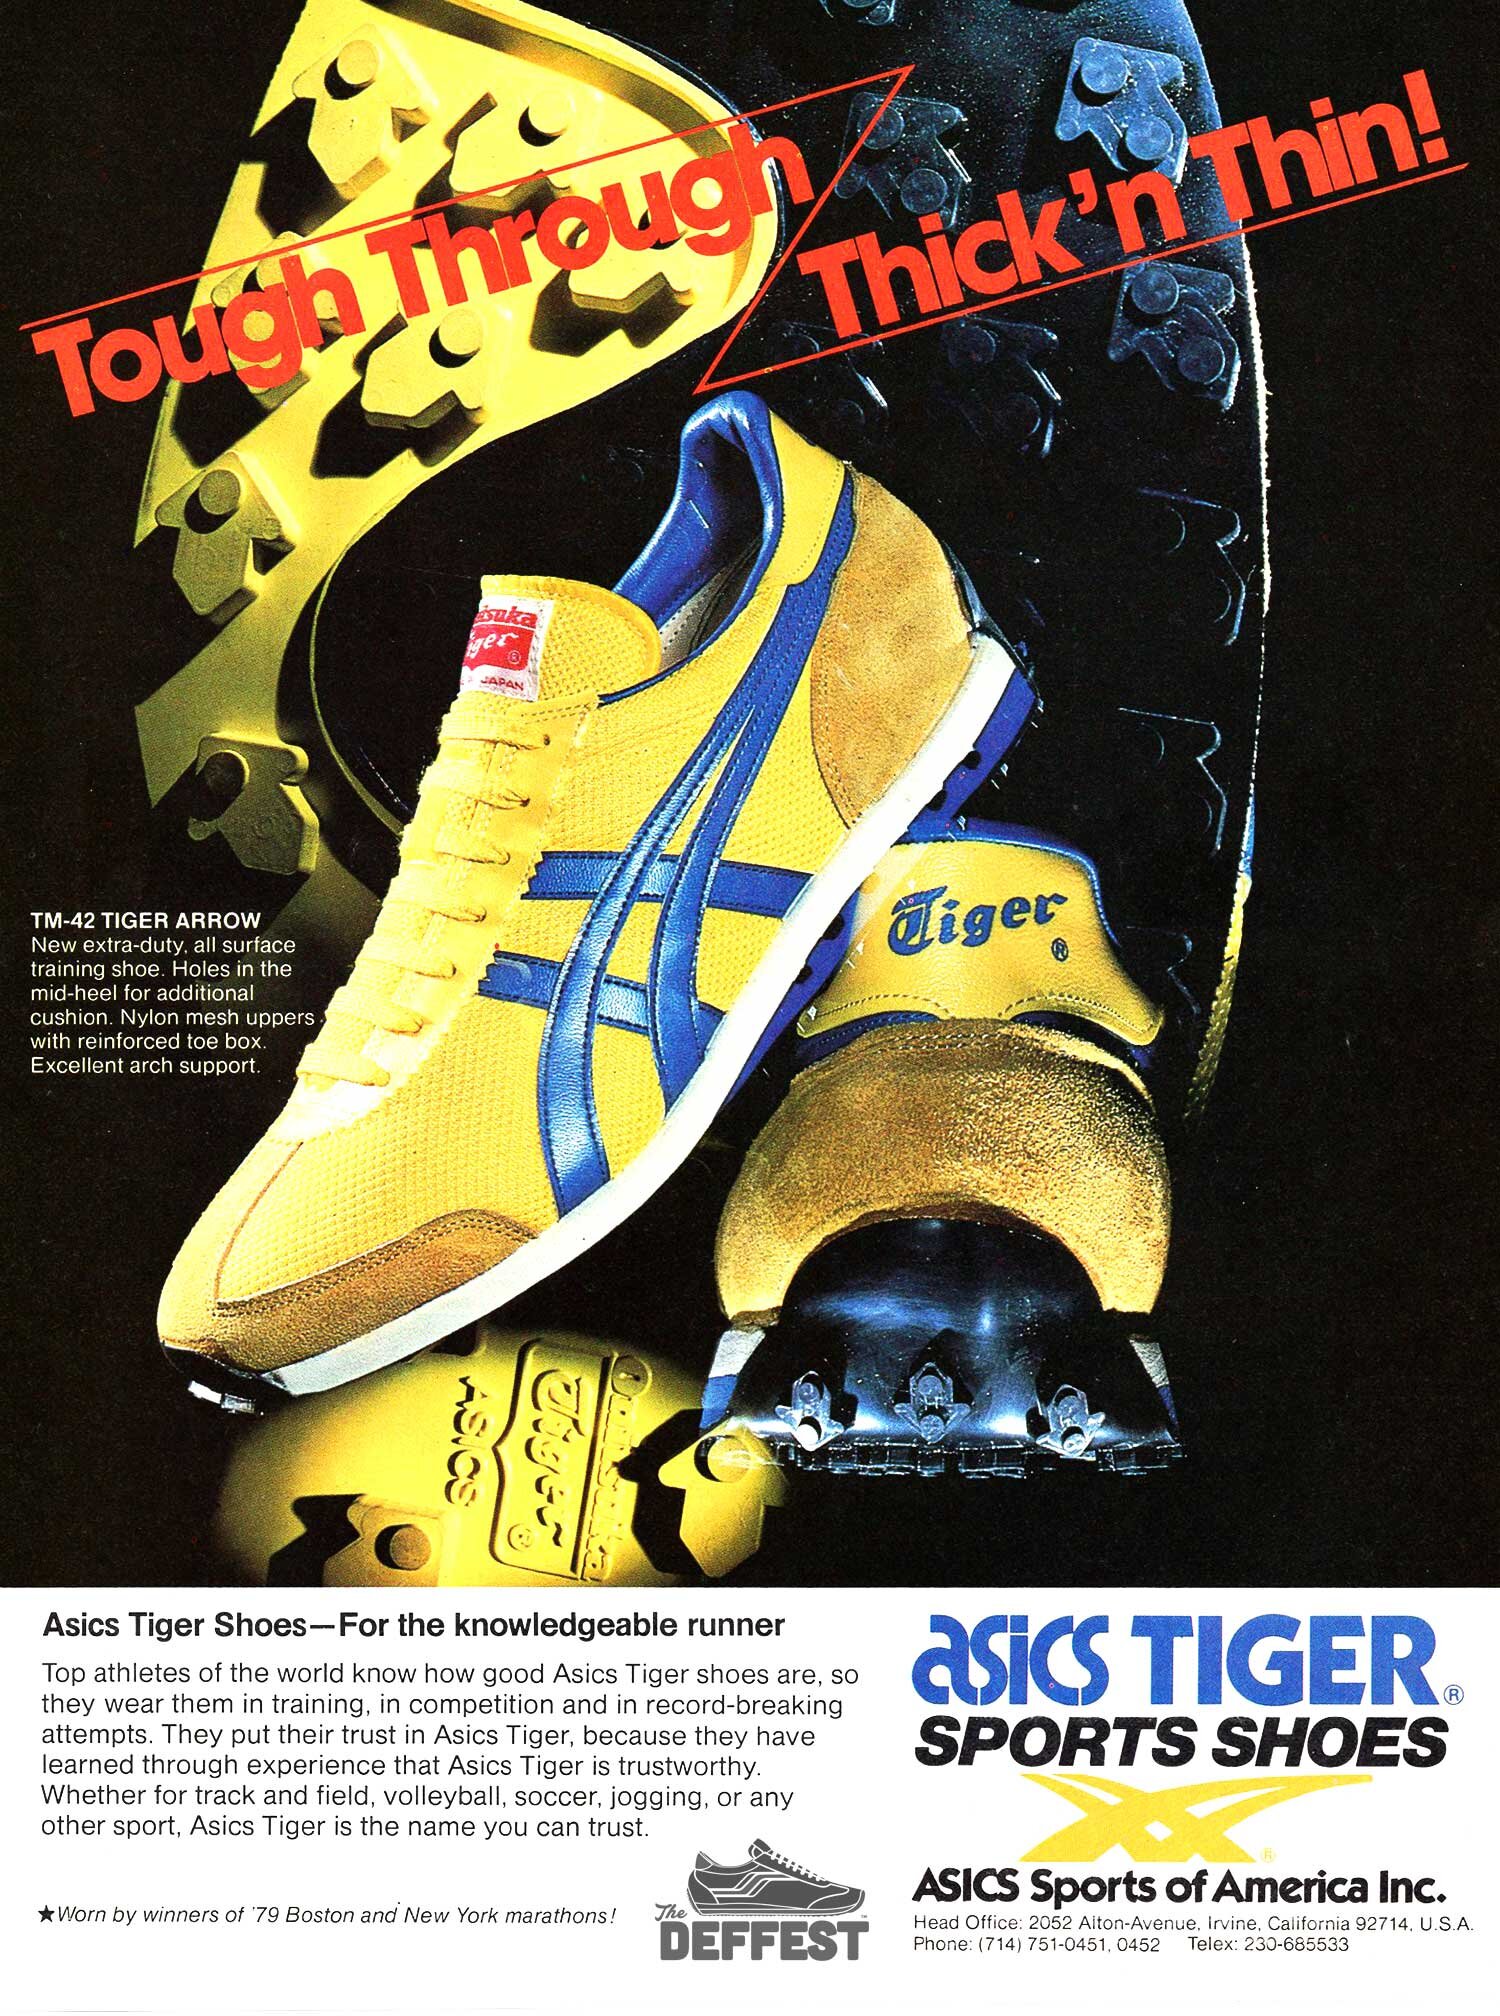 Tough Through
Thick'n Thin!
Tiger
JAPAN
Tiger®
TM-42 TIGER ARROW
New extra-duty, all surface
training shoe. Holes in the
mid-heel for additional
cushion. Nylon mesh uppers
with reinforced toe box.
Excellent arch support.
ASICS
Tiger®
Asics Tiger Shoes—For the knowledgeable runner
Top athletes of the world know how good Asics Tiger shoes are, so
they wear them in training, in competition and in record-breaking
attempts. They put their trust in Asics Tiger, because they have
learned through experience that Asics Tiger is trustworthy.
Whether for track and field, volleyball, soccer, jogging, or any
other sport, Asics Tiger is the name you can trust.
★Worn by winners of '79 Boston and New York marathons!
The
DEFFEST
asics TIGER®
SPORTS SHOES
®
ASICS Sports of America Inc.
Head Office: 2052 Alton-Avenue, Irvine, California 92714, U.S.A.
Phone: (714) 751-0451, 0452 Telex: 230-685533